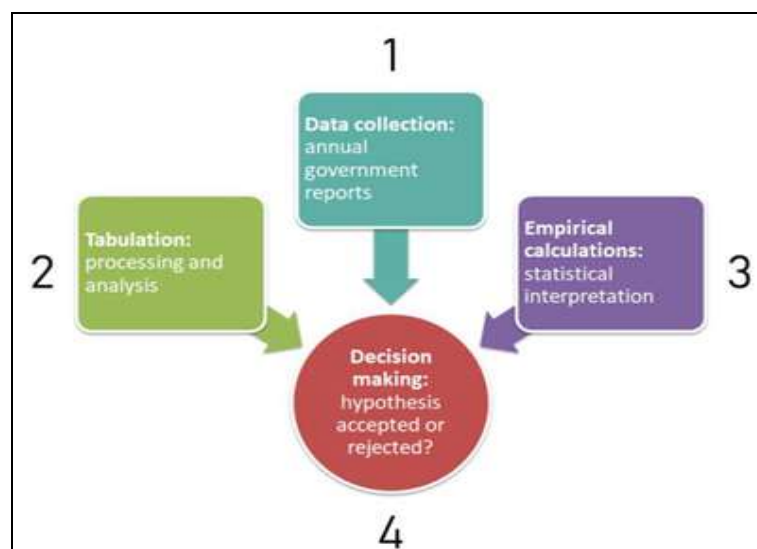 1
Data collection:
annual
government
reports
2
Tabulation:
processing and
analysis
Empirical
calculations:
statistical
interpretation
3
Decision
making:
hypothesis
accepted or
rejected?
4